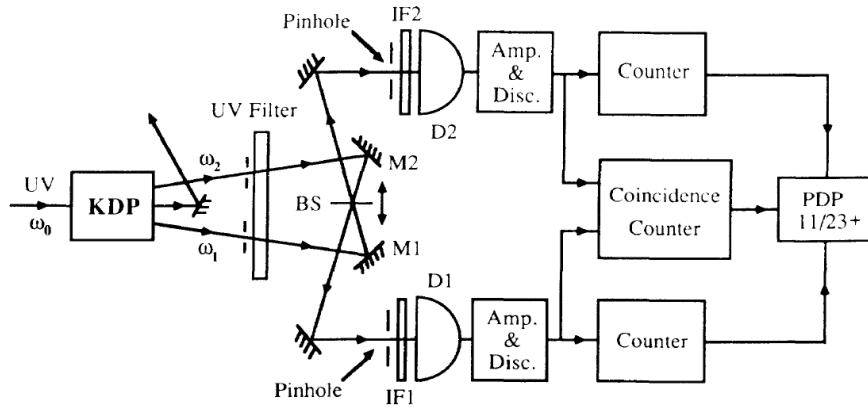 Pinhole
IF2
Amp.
&
Disc.
Counter
UV Filter
D2
ω2
M2
UV
ω0
KDP
BS
Coincidence
Counter
PDP
11/23+
ω1
M1
D1
Amp.
&
Disc.
Counter
Pinhole
IF1